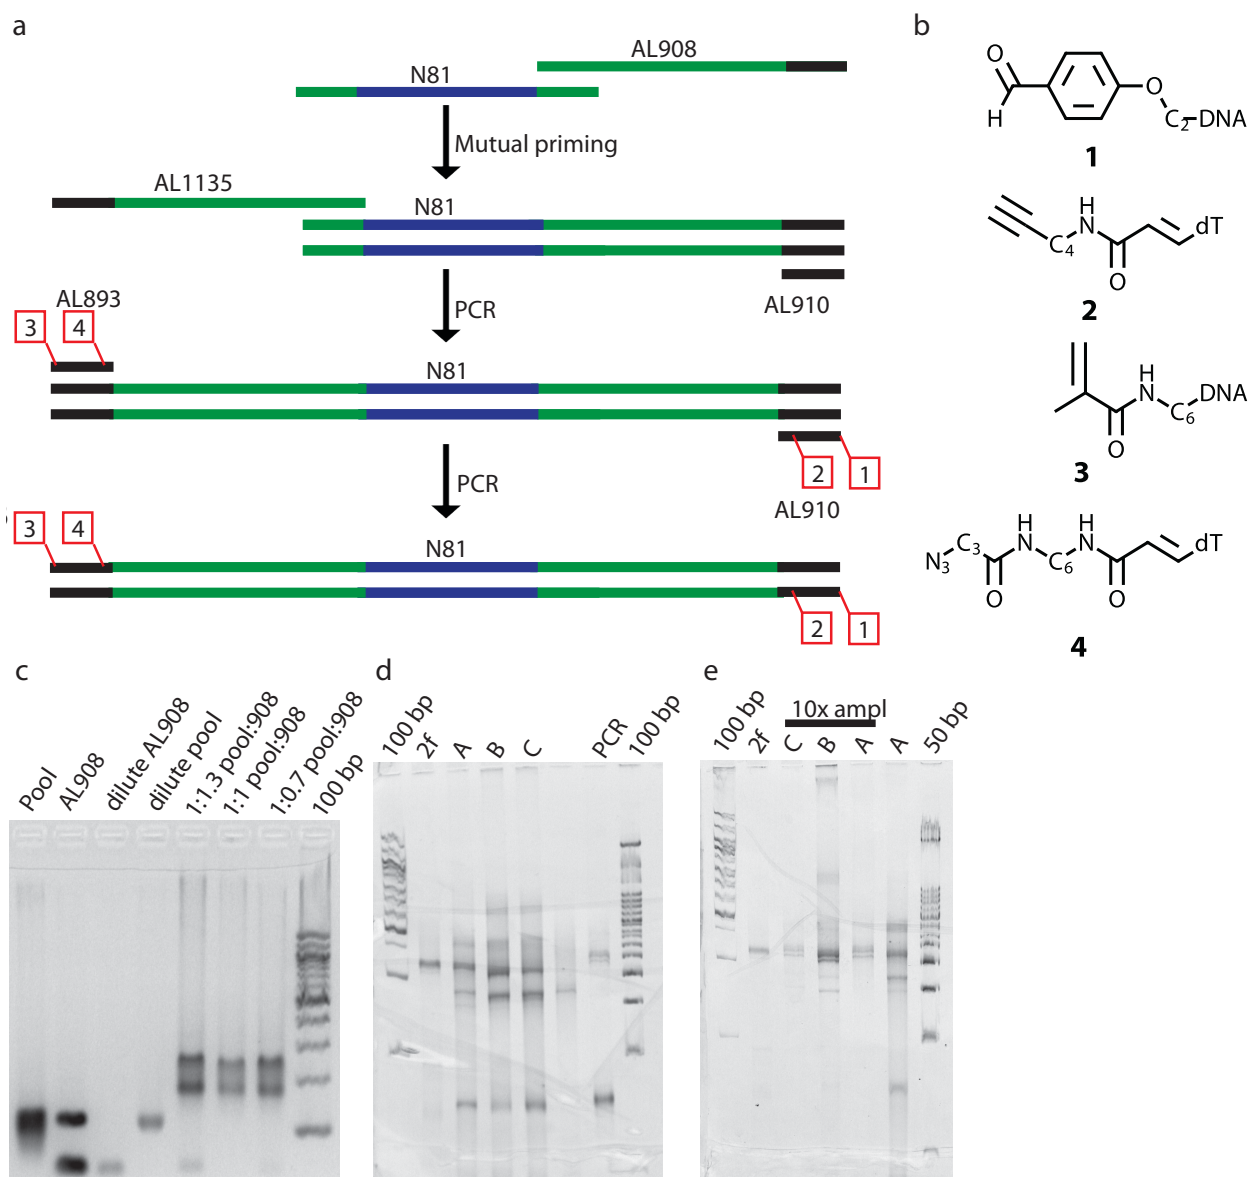 a
AL908
N81
Mutual priming
AL1135
N81
AL893
PCR
AL910
3
4
N81
2
1
PCR
AL910
3
4
N81
2
1
b
O
H
O
C2-DNA
1
H
N
C4
O
dT
2
H
N
DNA
C6
O
3
N3
C3
O
H
N
C6
H
N
O
dT
4
c
Pool
AL908
dilute AL908
dilute pool
1:1.3 pool:908
1:1 pool:908
1:0.7 pool:908
100 bp
d
100 bp
2f
A
B
C
PCR
100 bp
e
10x ampl
100 bp
2f
C
B
A
A
50 bp